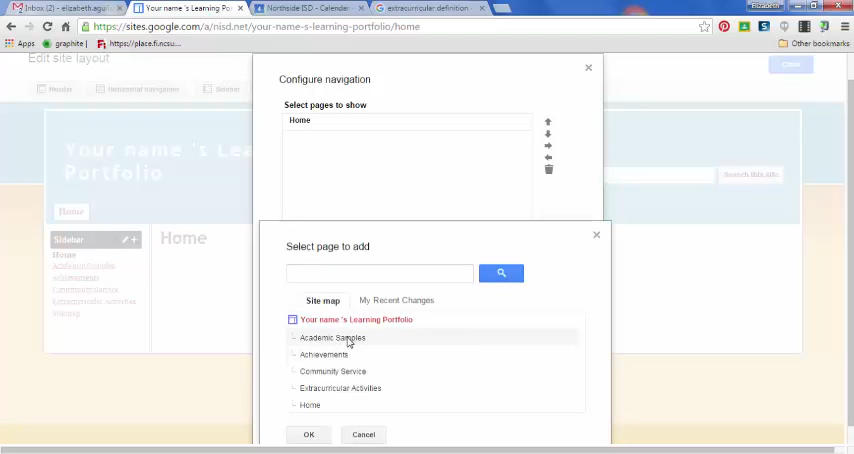 Inbox (2) - elizabeth.agui
Your name 's Learning Por
Northside ISD - Calendar -
extracurricular definition -
Elizabeth
https://sites.google.com/a/nisd.net/your-name-s-learning-portfolio/home
Apps
graphite |
https://place.fi.ncsu...
Other bookmarks
Edit site layout
Close
Header
Horizontal navigation
Sidebar
Configure navigation
Select pages to show
Home
Your name 's Lea
Portfolio
Search this site
Home
Sidebar
Home
Home
Academic Samples
Achievements
Community Service
Extracurricular Activities
Sitemap
Select page to add
Site map
My Recent Changes
Your name 's Learning Portfolio
Academic Samples
Achievements
Community Service
Extracurricular Activities
Home
OK
Cancel